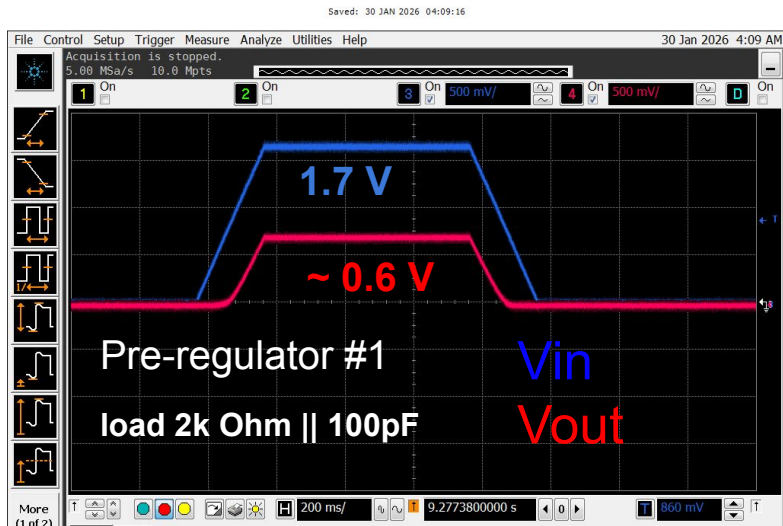 Saved: 30 JAN 2026 04:09:16
File Control Setup Trigger Measure Analyze Utilities Help 30 Jan 2026 4:09 AM
Acquisition is stopped.
5.00 MSa/s 10.0 Mpts
1 On 2 On 3 On 500 mV/ 4 On 500 mV/ D On
T
1.7 V
~ 0.6 V
Pre-regulator #1 Vin
load 2k Ohm || 100pF Vout
More
(1 of 2)
H 200 ms/ 9.2773800000 s 0 T 860 mV